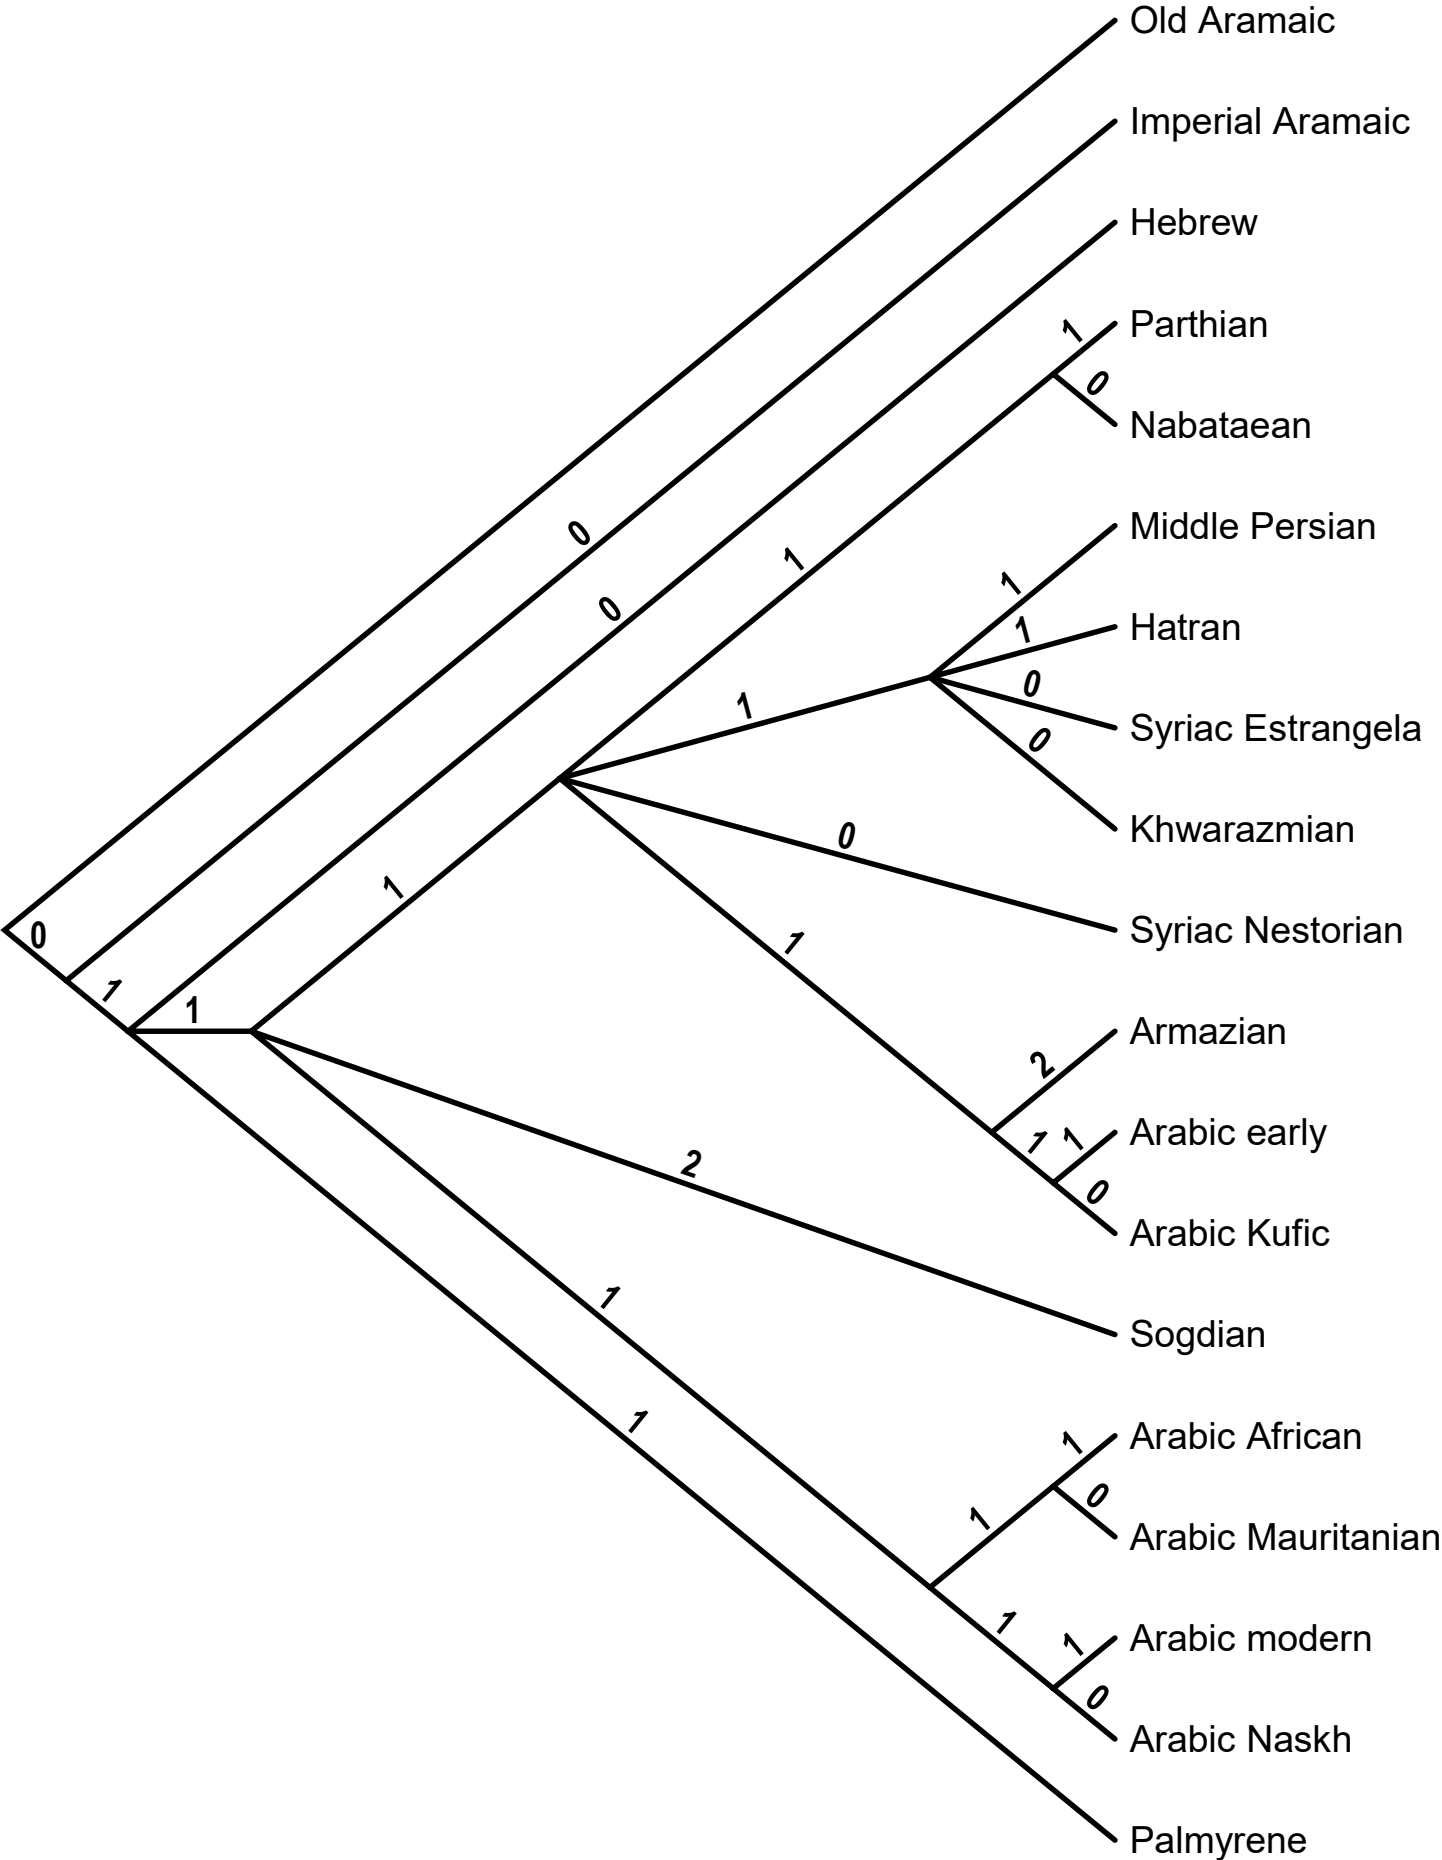 Old Aramaic
Imperial Aramaic
Hebrew
1 Parthian
0
Nabataean
Middle Persian
0
1
1
0
1 Hatran
0
1
Syriac Estrangela
0
Khwarazmian
0
1
Syriac Nestorian
0
1
1
1
Armazian
2
Arabic early
1
1
2
0
Arabic Kufic
1
Sogdian
1
1
Arabic African
0
1
Arabic Mauritanian
1
1
Arabic modern
0
Arabic Naskh
Palmyrene